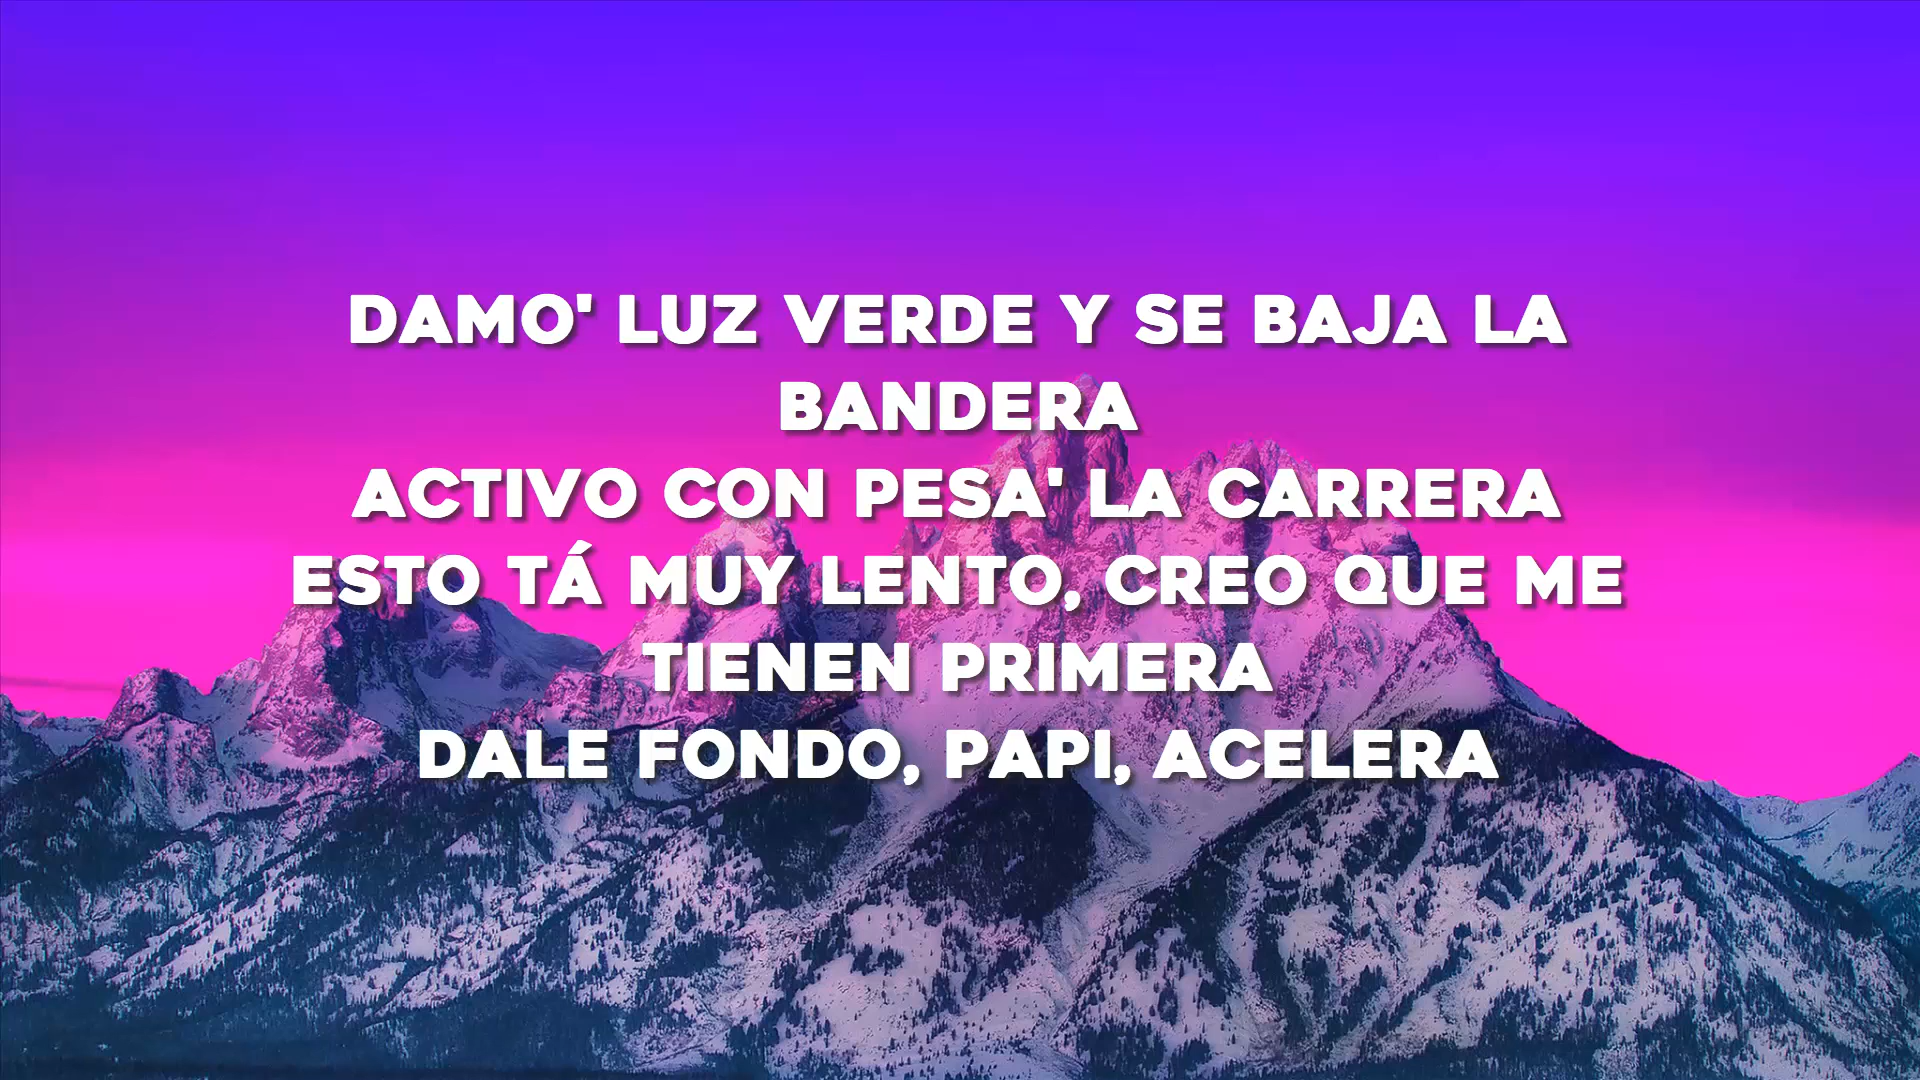 DAMO' LUZ VERDE Y SE BAJA LA
BANDERA
ACTIVO CON PESA' LA CARRERA
ESTO TÁ MUY LENTO, CREO QUE ME
TIENEN PRIMERA
DALE FONDO, PAPI, ACELERA